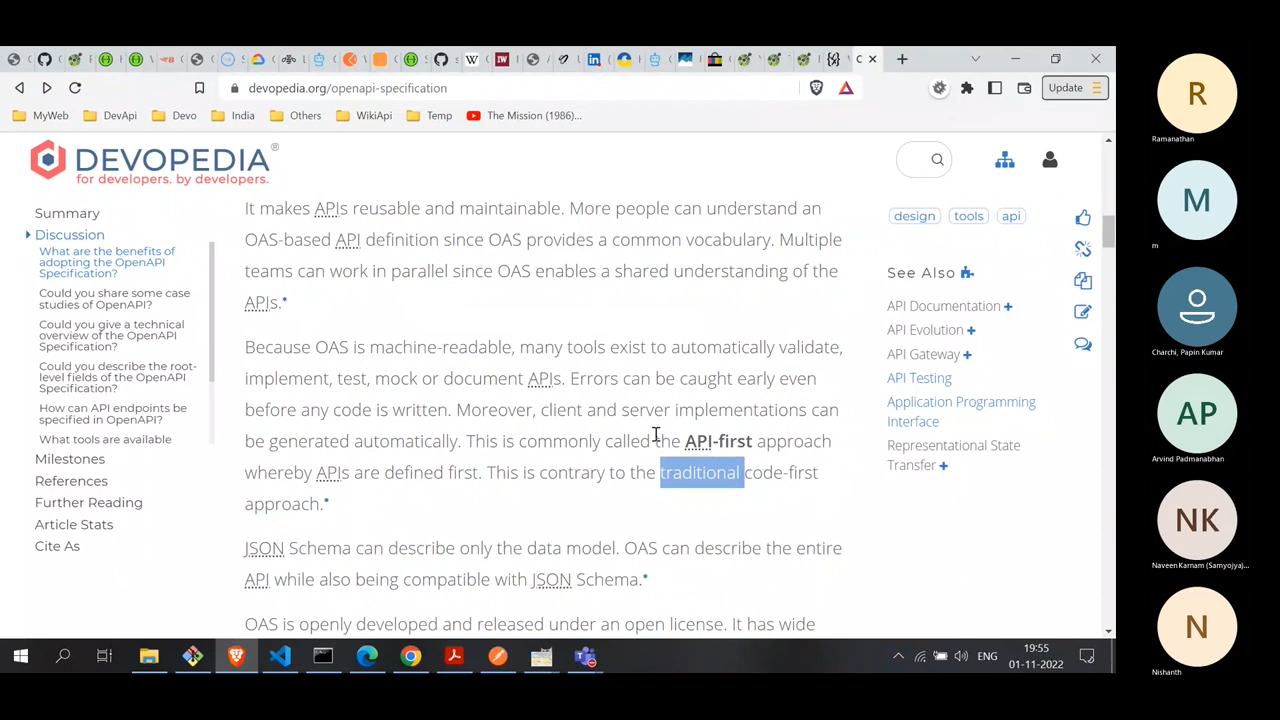 devopedia.org/openapi-specification
Update
MyWeb
DevApi
Devo
India
Others
WikiApi
Temp
The Mission (1986)...
DEVOPEDIA®
for developers. by developers.
Summary
Discussion
What are the benefits of
adopting the OpenAPI
Specification?
Could you share some case
studies of OpenAPI?
Could you give a technical
overview of the OpenAPI
Specification?
Could you describe the root-
level fields of the OpenAPI
Specification?
How can API endpoints be
specified in OpenAPI?
What tools are available
Milestones
References
Further Reading
Article Stats
Cite As
It makes APIs reusable and maintainable. More people can understand an
OAS-based API definition since OAS provides a common vocabulary. Multiple
teams can work in parallel since OAS enables a shared understanding of the
APIs.
Because OAS is machine-readable, many tools exist to automatically validate,
implement, test, mock or document APIs. Errors can be caught early even
before any code is written. Moreover, client and server implementations can
be generated automatically. This is commonly called the API-first approach
whereby APIs are defined first. This is contrary to the traditional code-first
approach.
JSON Schema can describe only the data model. OAS can describe the entire
API while also being compatible with JSON Schema.
OAS is openly developed and released under an open license. It has wide
design
tools
api
See Also
API Documentation +
API Evolution +
API Gateway +
API Testing
Application Programming
Interface
Representational State
Transfer +
ENG
19:55
01-11-2022
R
Ramanathan
M
m
Charchi, Papin Kumar
AP
Arvind Padmanabhan
NK
Naveen Karnam (Samyojya)...
N
Nishanth